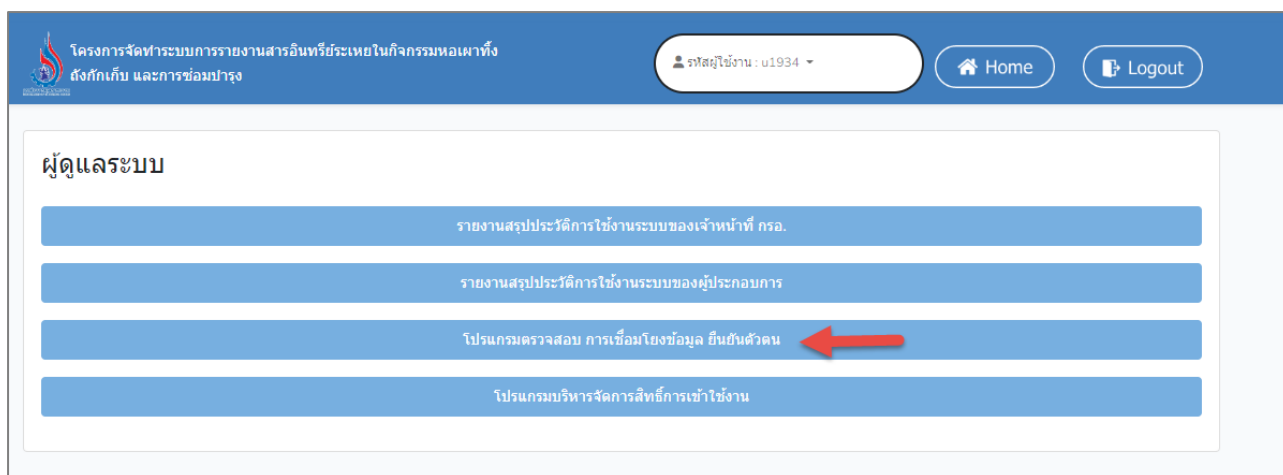 โครงการจัดทำระบบการรายงานสารอินทรีย์ระเหยในกิจกรรมหอเผาทิ้ง
ถังกักเก็บ และการซ่อมบำรุง
รหัสผู้ใช้งาน : u1934
Home
Logout
ผู้ดูแลระบบ
รายงานสรุปประวัติการใช้งานระบบของเจ้าหน้าที่ กรอ.
รายงานสรุปประวัติการใช้งานระบบของผู้ประกอบการ
โปรแกรมตรวจสอบ การเชื่อมโยงข้อมูล ยืนยันตัวตน
โปรแกรมบริหารจัดการสิทธิ์การเข้าใช้งาน